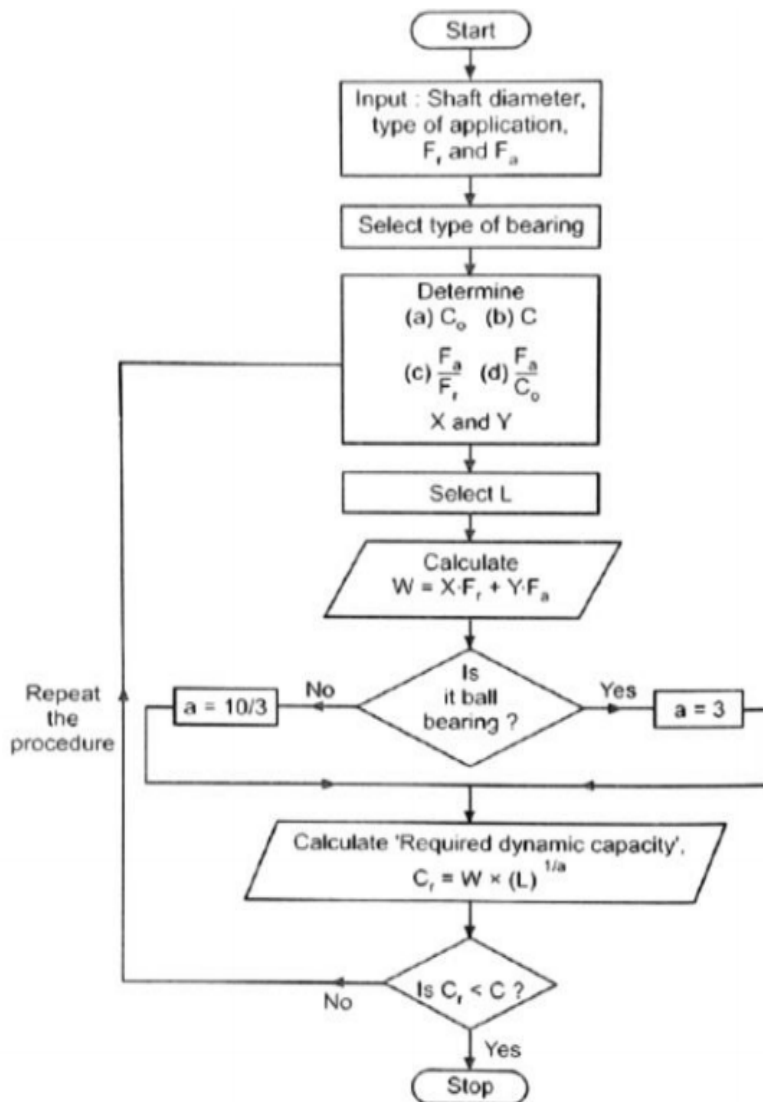 Start
Input : Shaft diameter,
type of application,
Fᵣ and Fₐ
Select type of bearing
Determine
(a) Cₒ (b) C
(c) Fₐ/Fᵣ (d) Fₐ/Cₒ
X and Y
Select L
Calculate
W = X·Fᵣ + Y·Fₐ
Is
it ball
bearing ?
No
a = 10/3
Yes
a = 3
Repeat
the
procedure
Calculate 'Required dynamic capacity',
Cᵣ = W × (L) ^1/a
Is Cᵣ < C ?
No
Yes
Stop